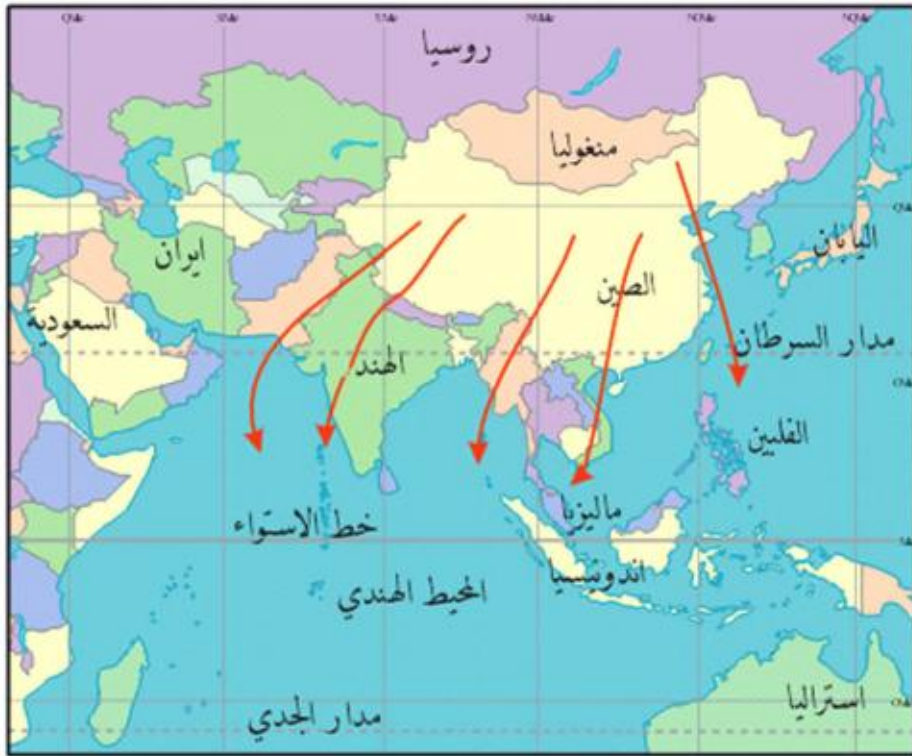 روسيا
منغوليا
اليابان
ايران
الصين
السعودية
مدار السرطان
الهند
الفلبين
ماليزيا
خط الاستواء
اندونيسيا
المحيط الهندي
استراليا
مدار الجدي